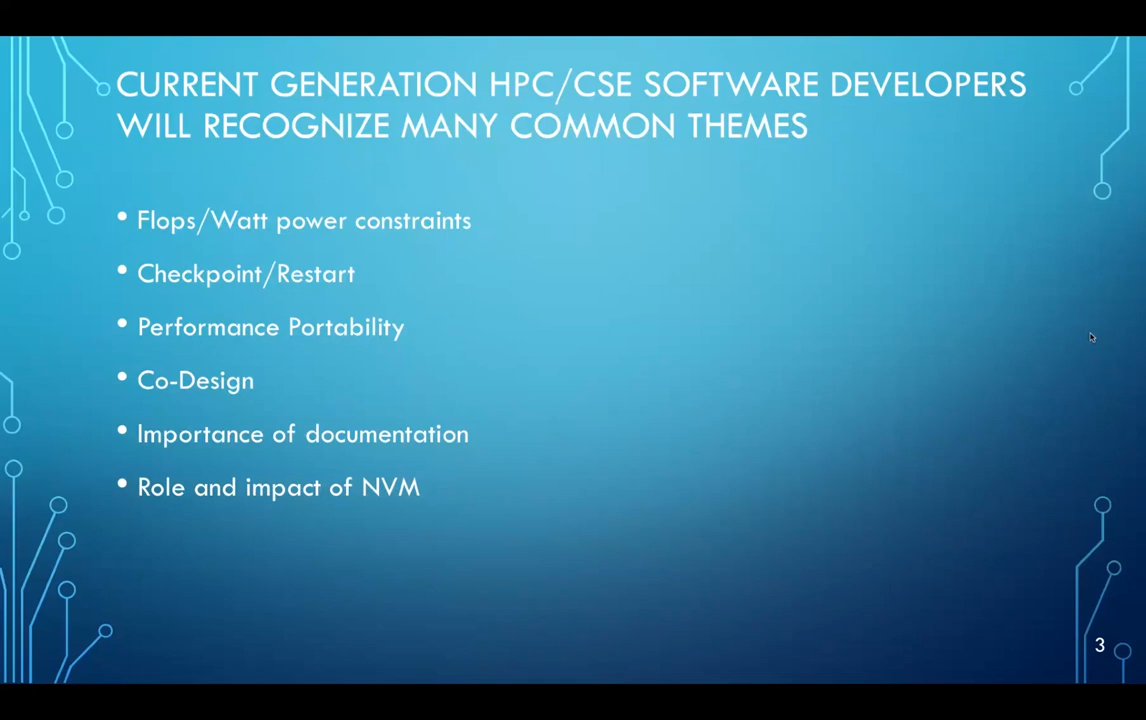 CURRENT GENERATION HPC/CSE SOFTWARE DEVELOPERS
WILL RECOGNIZE MANY COMMON THEMES
• Flops/Watt power constraints
• Checkpoint/Restart
• Performance Portability
• Co-Design
• Importance of documentation
• Role and impact of NVM
3